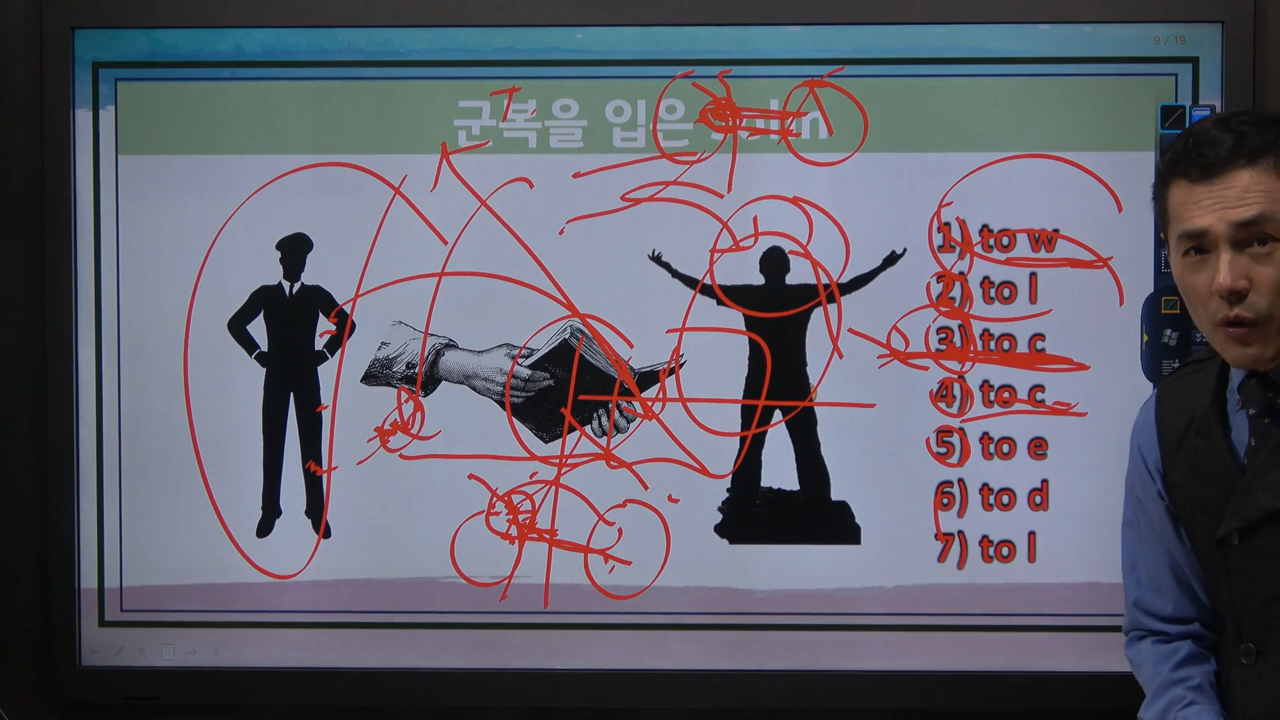 9 / 19
군복을 입은
1) to w
2) to l
3) to c
4) to c
5) to e
6) to d
7) to l